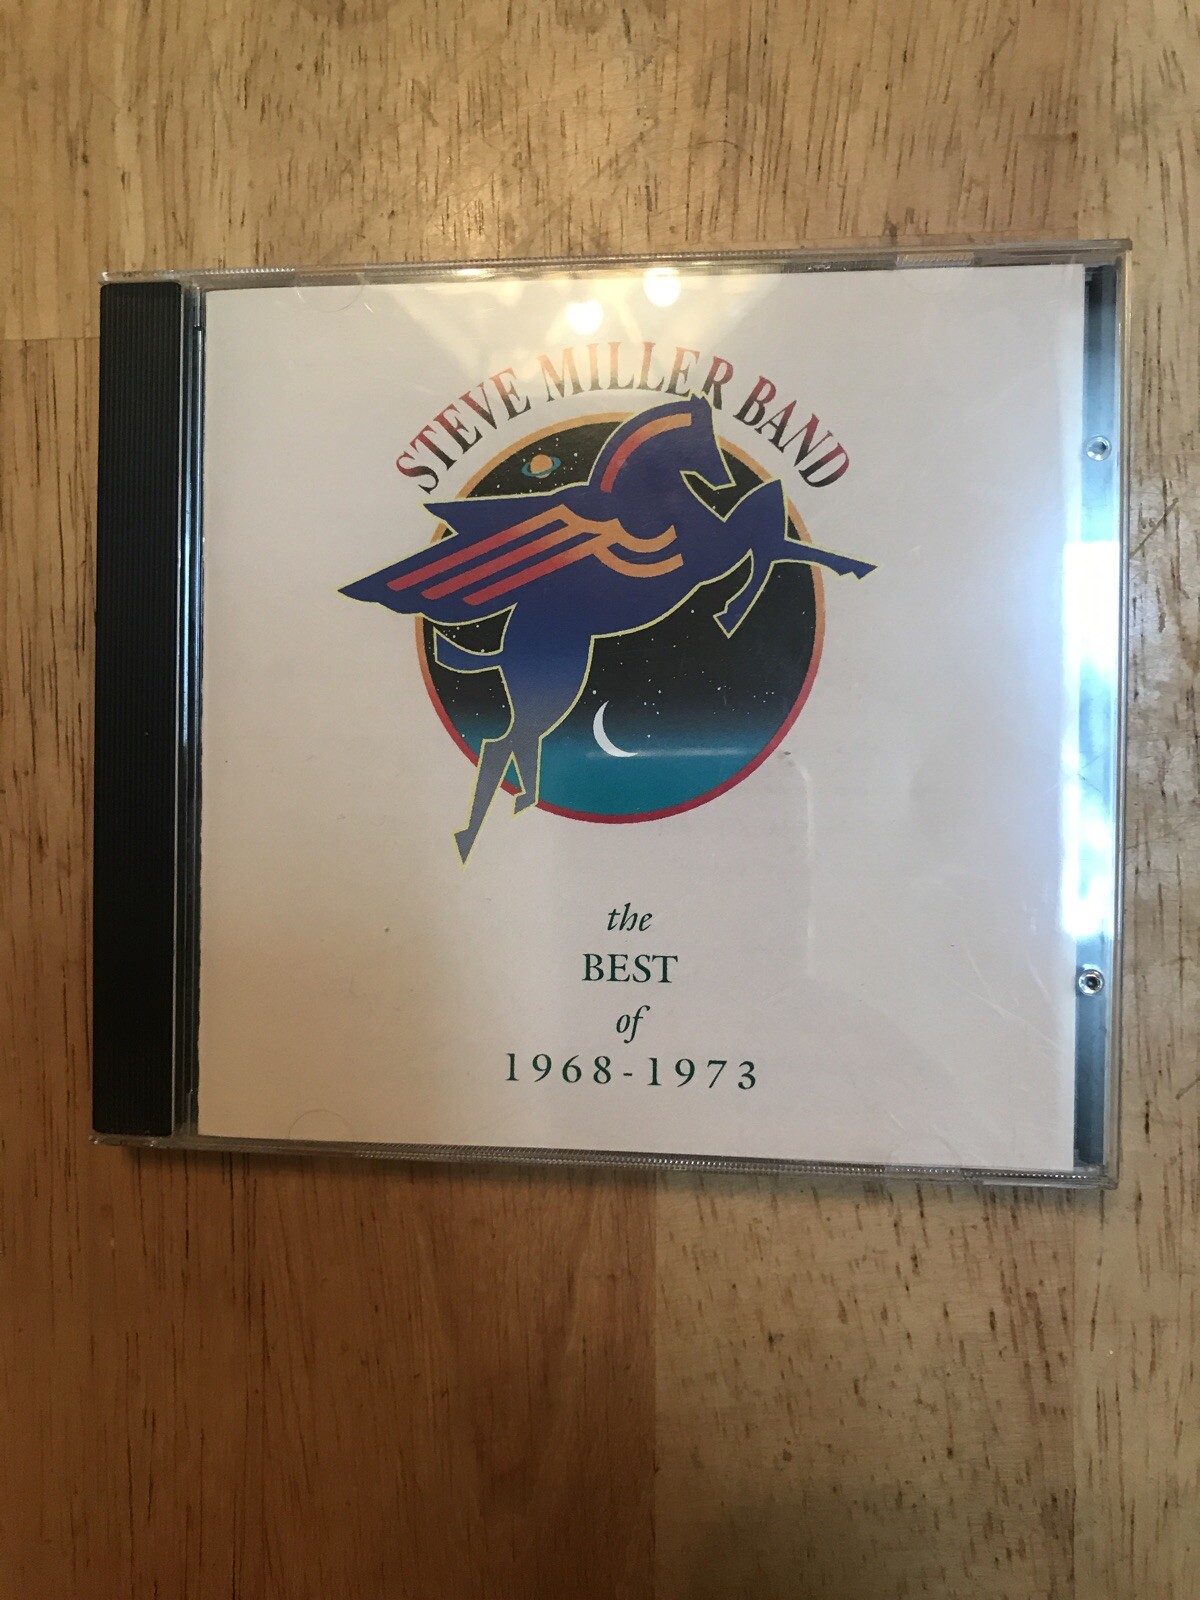 STEVE MILLER BAND
the
BEST
of
1968-1973